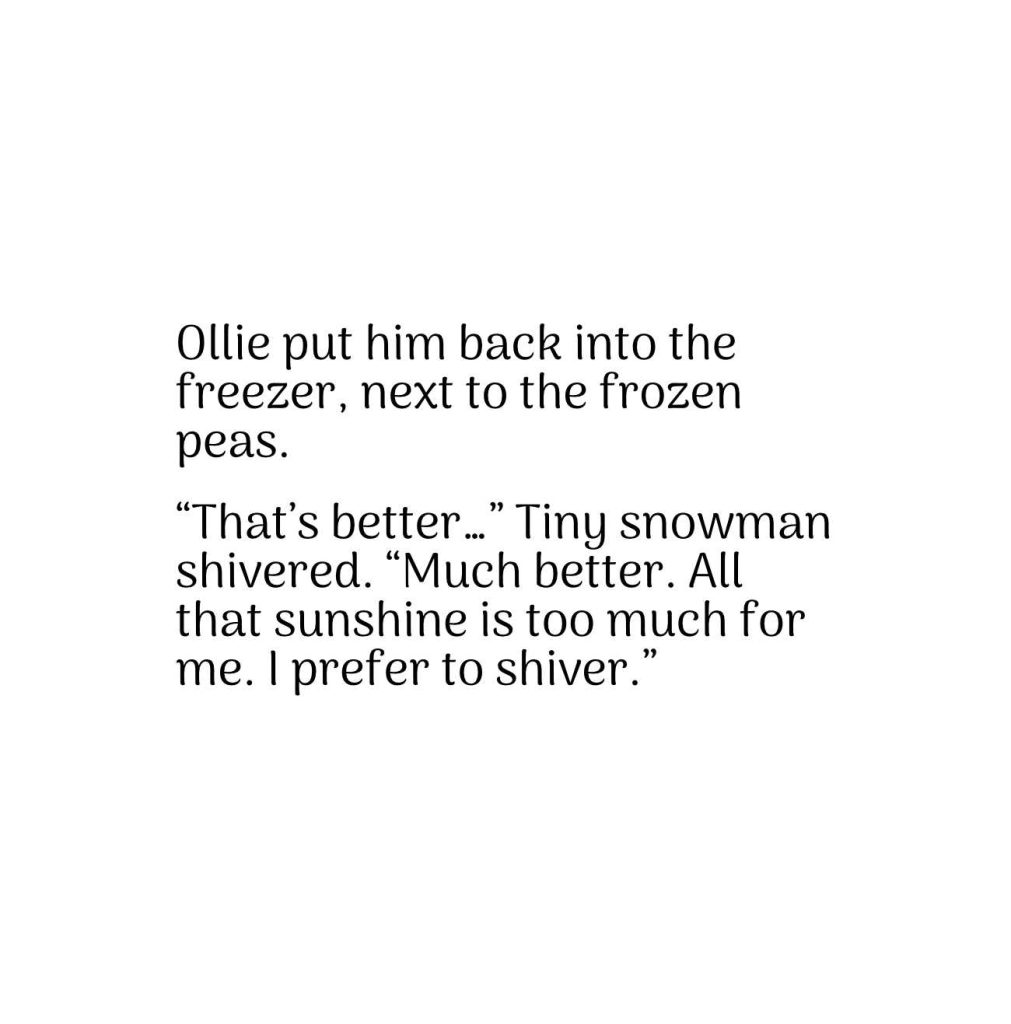 Ollie put him back into the
freezer, next to the frozen
peas.
“That’s better…” Tiny snowman
shivered. “Much better. All
that sunshine is too much for
me. I prefer to shiver.”